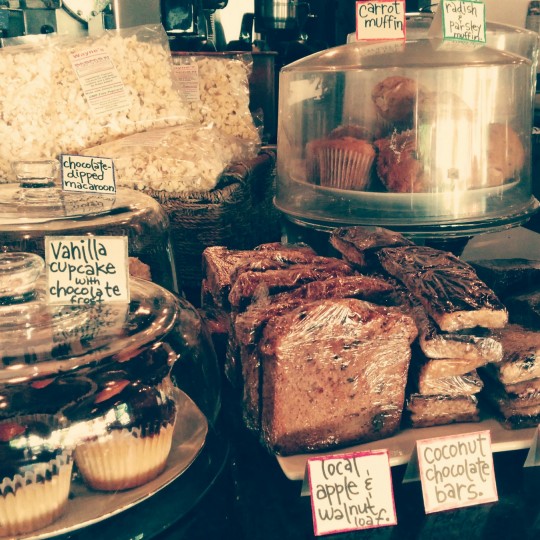 carrot
muffin
radish
&
parsley
muffin
chocolate-
dipped
macaroon.
Vanilla
cupcake
with
chocolate
frost
local
apple &
walnut
loaf.
coconut
chocolate
bars.